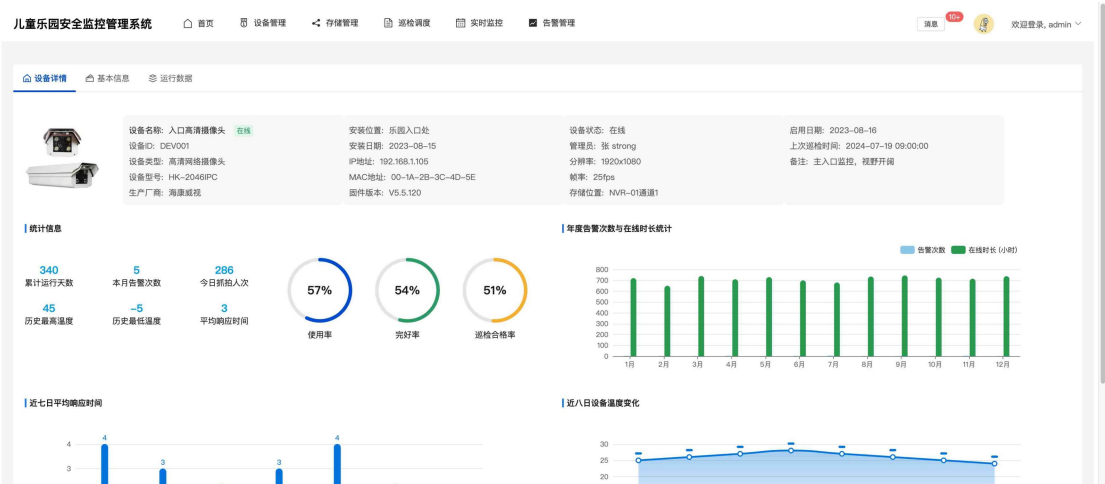 儿童乐园安全监控管理系统 首页 设备管理 存储管理 巡检调度 实时监控 告警管理 消息 10+ 欢迎登录, admin
设备详情 基本信息 运行数据
设备名称: 入口高清摄像头 在线 安装位置: 乐园入口处 设备状态: 在线 启用日期: 2023-08-16
设备ID: DEV001 安装日期: 2023-08-15 管理员: 张 strong 上次巡检时间: 2024-07-19 09:00:00
设备类型: 高清网络摄像头 IP地址: 192.168.1.105 分辨率: 1920x1080 备注: 主入口监控, 视野开阔
设备型号: HK-2046IPC MAC地址: 00-1A-2B-3C-4D-5E 帧率: 25fps
生产厂商: 海康威视 固件版本: V5.5.120 存储位置: NVR-01通道1
统计信息
340 5 286
累计运行天数 本月告警次数 今日抓拍人次
45 -5 3
历史最高温度 历史最低温度 平均响应时间
57% 54% 51%
使用率 完好率 巡检合格率
年度告警次数与在线时长统计
告警次数 在线时长 (小时)
800
700
600
500
400
300
200
100
0
1月 2月 3月 4月 5月 6月 7月 8月 9月 10月 11月 12月
近七日平均响应时间
4 4 4
3 3 3
近八日设备温度变化
30
25
20